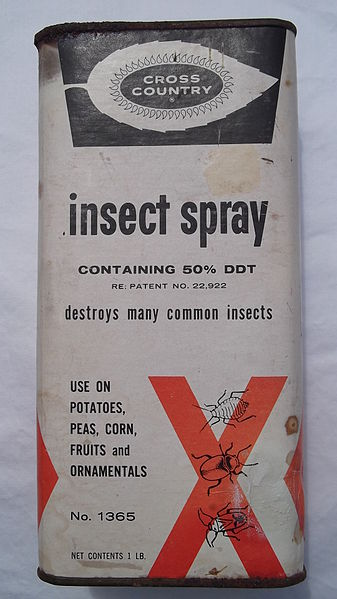 CROSS
COUNTRY
insect spray
CONTAINING 50% DDT
RE: PATENT NO. 22,922
destroys many common insects
USE ON
POTATOES,
PEAS, CORN,
FRUITS and
ORNAMENTALS
No. 1365
NET CONTENTS 1 LB.